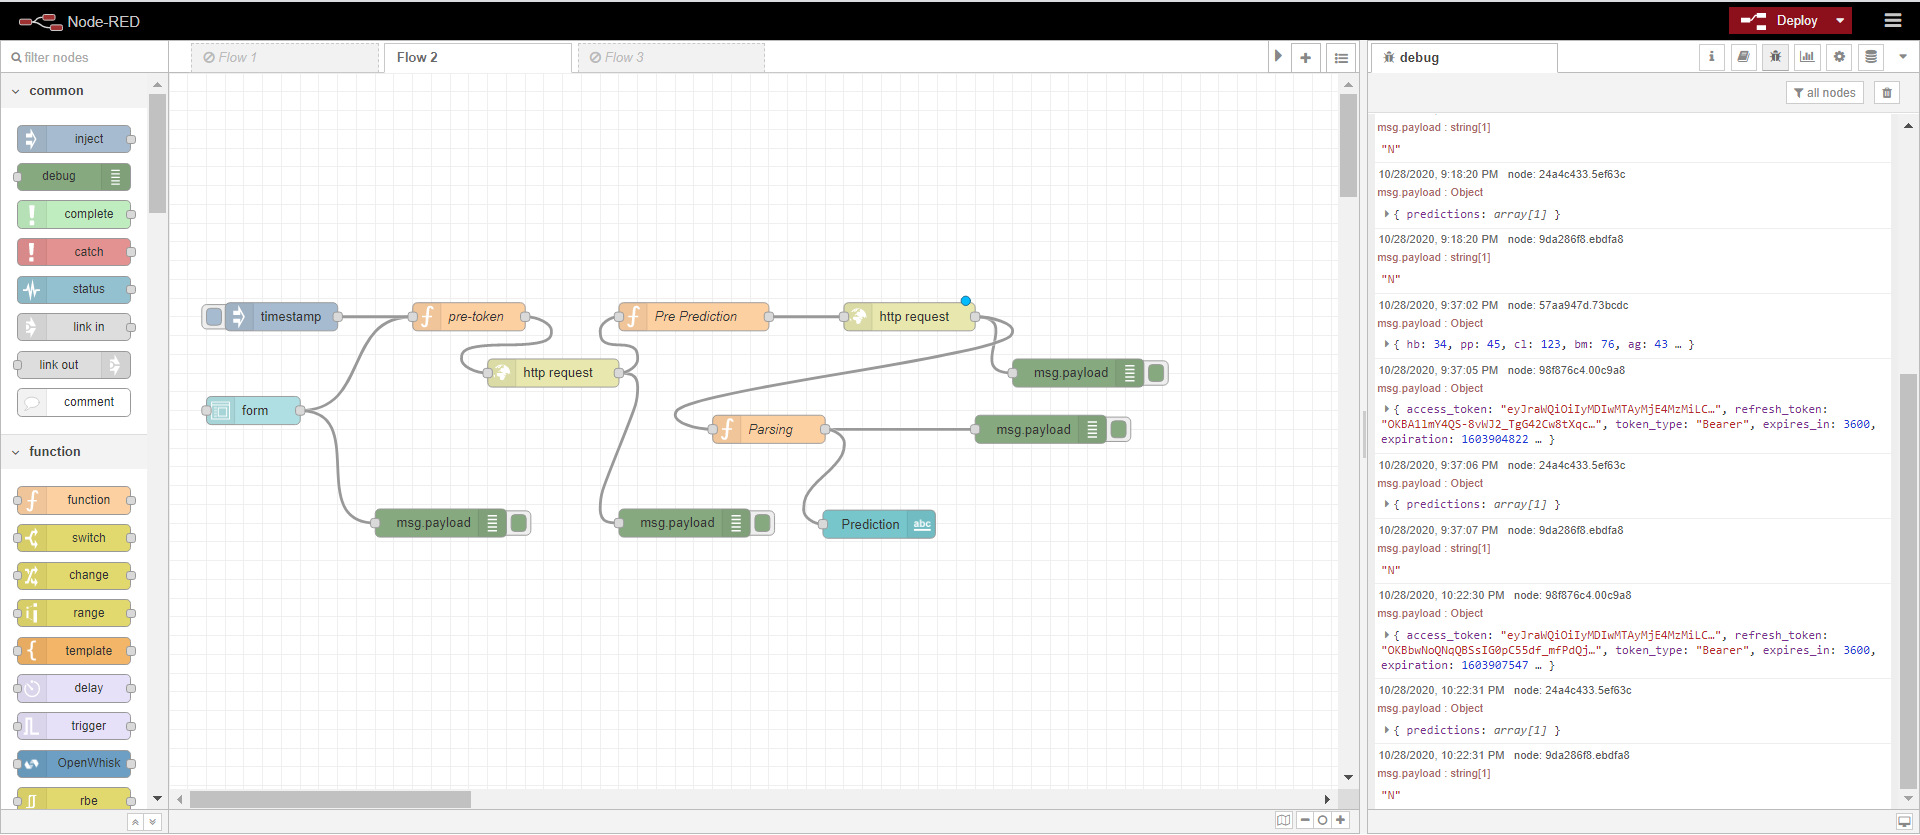 Node-RED
Deploy
filter nodes
Flow 1
Flow 2
Flow 3
debug
i
all nodes
common
inject
debug
complete
catch
status
link in
link out
comment
function
function
switch
change
range
template
delay
trigger
OpenWhisk
rbe
timestamp
pre-token
Pre Prediction
http request
http request
msg.payload
form
Parsing
msg.payload
msg.payload
msg.payload
Prediction
abc
msg.payload : string[1]
"N"
10/28/2020, 9:18:20 PM node: 24a4c433.5ef63c
msg.payload : Object
{ predictions: array[1] }
10/28/2020, 9:18:20 PM node: 9da286f8.ebdfa8
msg.payload : string[1]
"N"
10/28/2020, 9:37:02 PM node: 57aa947d.73bcdc
msg.payload : Object
{ hb: 34, pp: 45, cl: 123, bm: 76, ag: 43 … }
10/28/2020, 9:37:05 PM node: 98f876c4.00c9a8
msg.payload : Object
{ access_token: "eyJraWQiOiIyMDIwMTAyMjE4MzMiLC…", refresh_token:
"OKBA1lmY4QS-8vWJ2_TgG42Cw8tXqc…", token_type: "Bearer", expires_in: 3600,
expiration: 1603904822 … }
10/28/2020, 9:37:06 PM node: 24a4c433.5ef63c
msg.payload : Object
{ predictions: array[1] }
10/28/2020, 9:37:07 PM node: 9da286f8.ebdfa8
msg.payload : string[1]
"N"
10/28/2020, 10:22:30 PM node: 98f876c4.00c9a8
msg.payload : Object
{ access_token: "eyJraWQiOiIyMDIwMTAyMjE4MzMiLC…", refresh_token:
"OKBbwNoQNqQBSsIG0pC55df_mfPdQj…", token_type: "Bearer", expires_in: 3600,
expiration: 1603907547 … }
10/28/2020, 10:22:31 PM node: 24a4c433.5ef63c
msg.payload : Object
{ predictions: array[1] }
10/28/2020, 10:22:31 PM node: 9da286f8.ebdfa8
msg.payload : string[1]
"N"